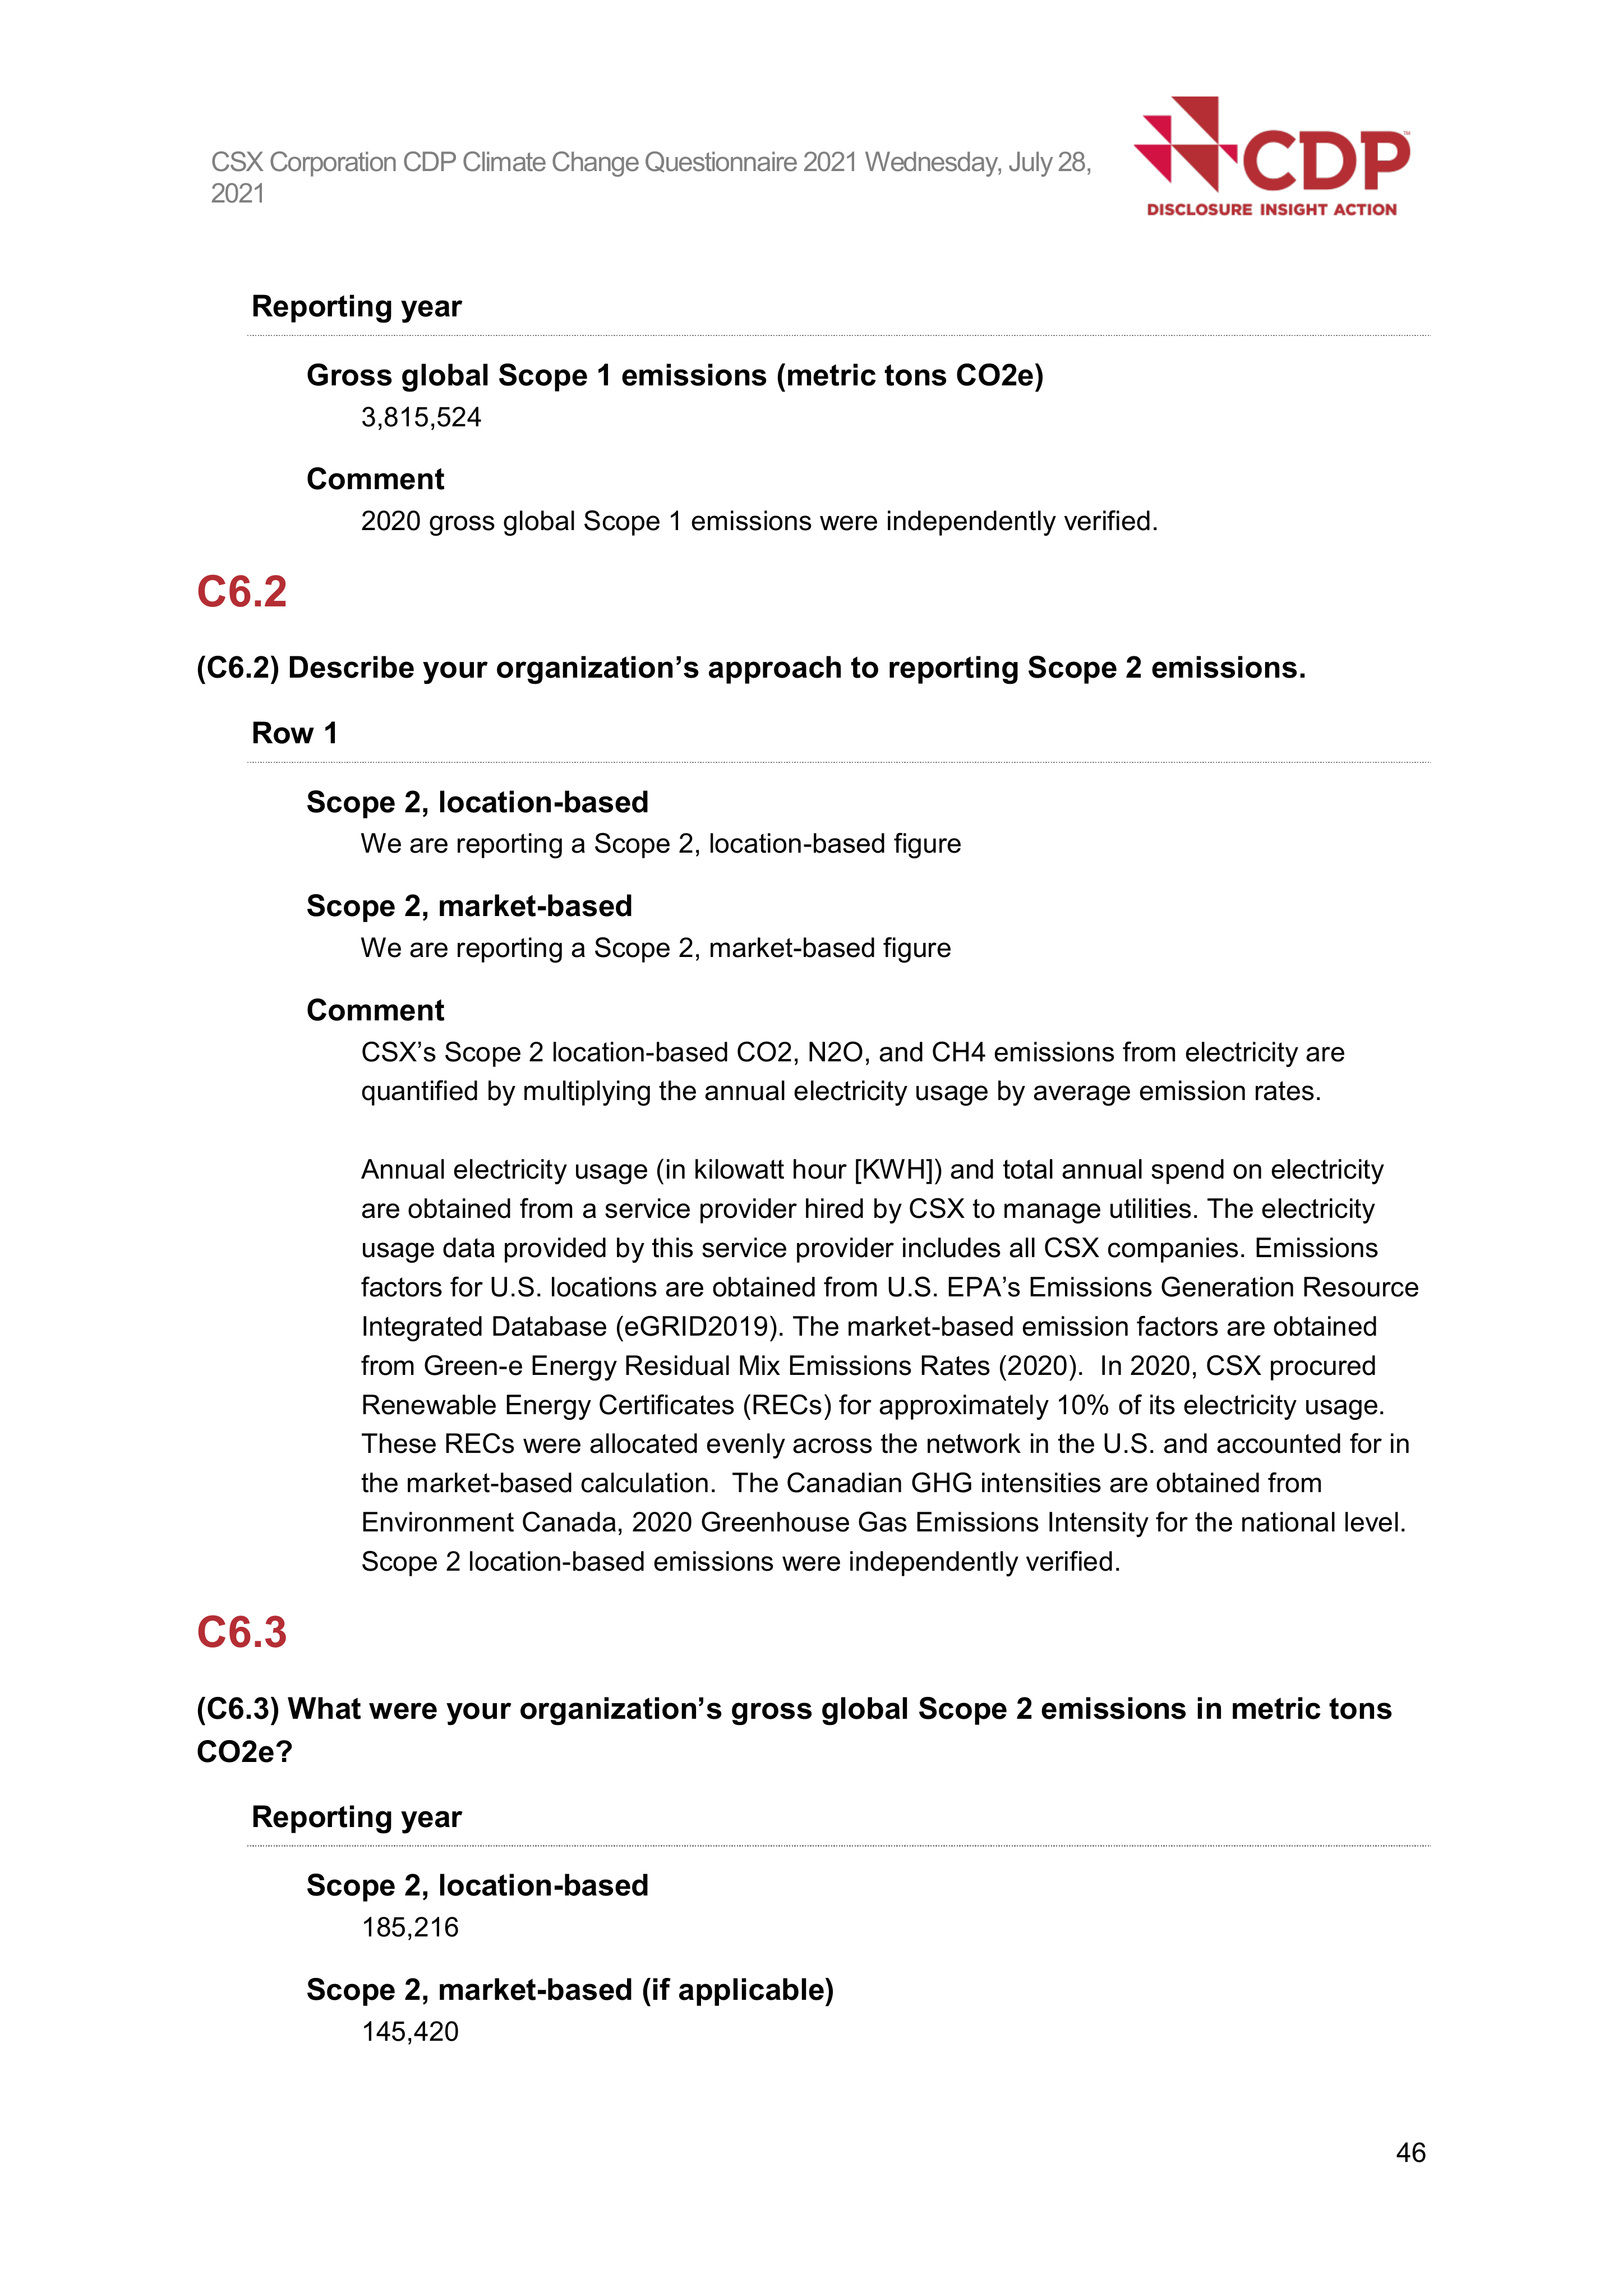 CSX Corporation CDP Climate Change Questionnaire 2021 Wednesday, July 28,
2021
CDP™
DISCLOSURE INSIGHT ACTION
Reporting year
Gross global Scope 1 emissions (metric tons CO2e)
3,815,524
Comment
2020 gross global Scope 1 emissions were independently verified.
C6.2
(C6.2) Describe your organization’s approach to reporting Scope 2 emissions.
Row 1
Scope 2, location-based
We are reporting a Scope 2, location-based figure
Scope 2, market-based
We are reporting a Scope 2, market-based figure
Comment
CSX’s Scope 2 location-based CO2, N2O, and CH4 emissions from electricity are
quantified by multiplying the annual electricity usage by average emission rates.
Annual electricity usage (in kilowatt hour [KWH]) and total annual spend on electricity
are obtained from a service provider hired by CSX to manage utilities. The electricity
usage data provided by this service provider includes all CSX companies. Emissions
factors for U.S. locations are obtained from U.S. EPA’s Emissions Generation Resource
Integrated Database (eGRID2019). The market-based emission factors are obtained
from Green-e Energy Residual Mix Emissions Rates (2020).  In 2020, CSX procured
Renewable Energy Certificates (RECs) for approximately 10% of its electricity usage.
These RECs were allocated evenly across the network in the U.S. and accounted for in
the market-based calculation.  The Canadian GHG intensities are obtained from
Environment Canada, 2020 Greenhouse Gas Emissions Intensity for the national level.
Scope 2 location-based emissions were independently verified.
C6.3
(C6.3) What were your organization’s gross global Scope 2 emissions in metric tons
CO2e?
Reporting year
Scope 2, location-based
185,216
Scope 2, market-based (if applicable)
145,420
46